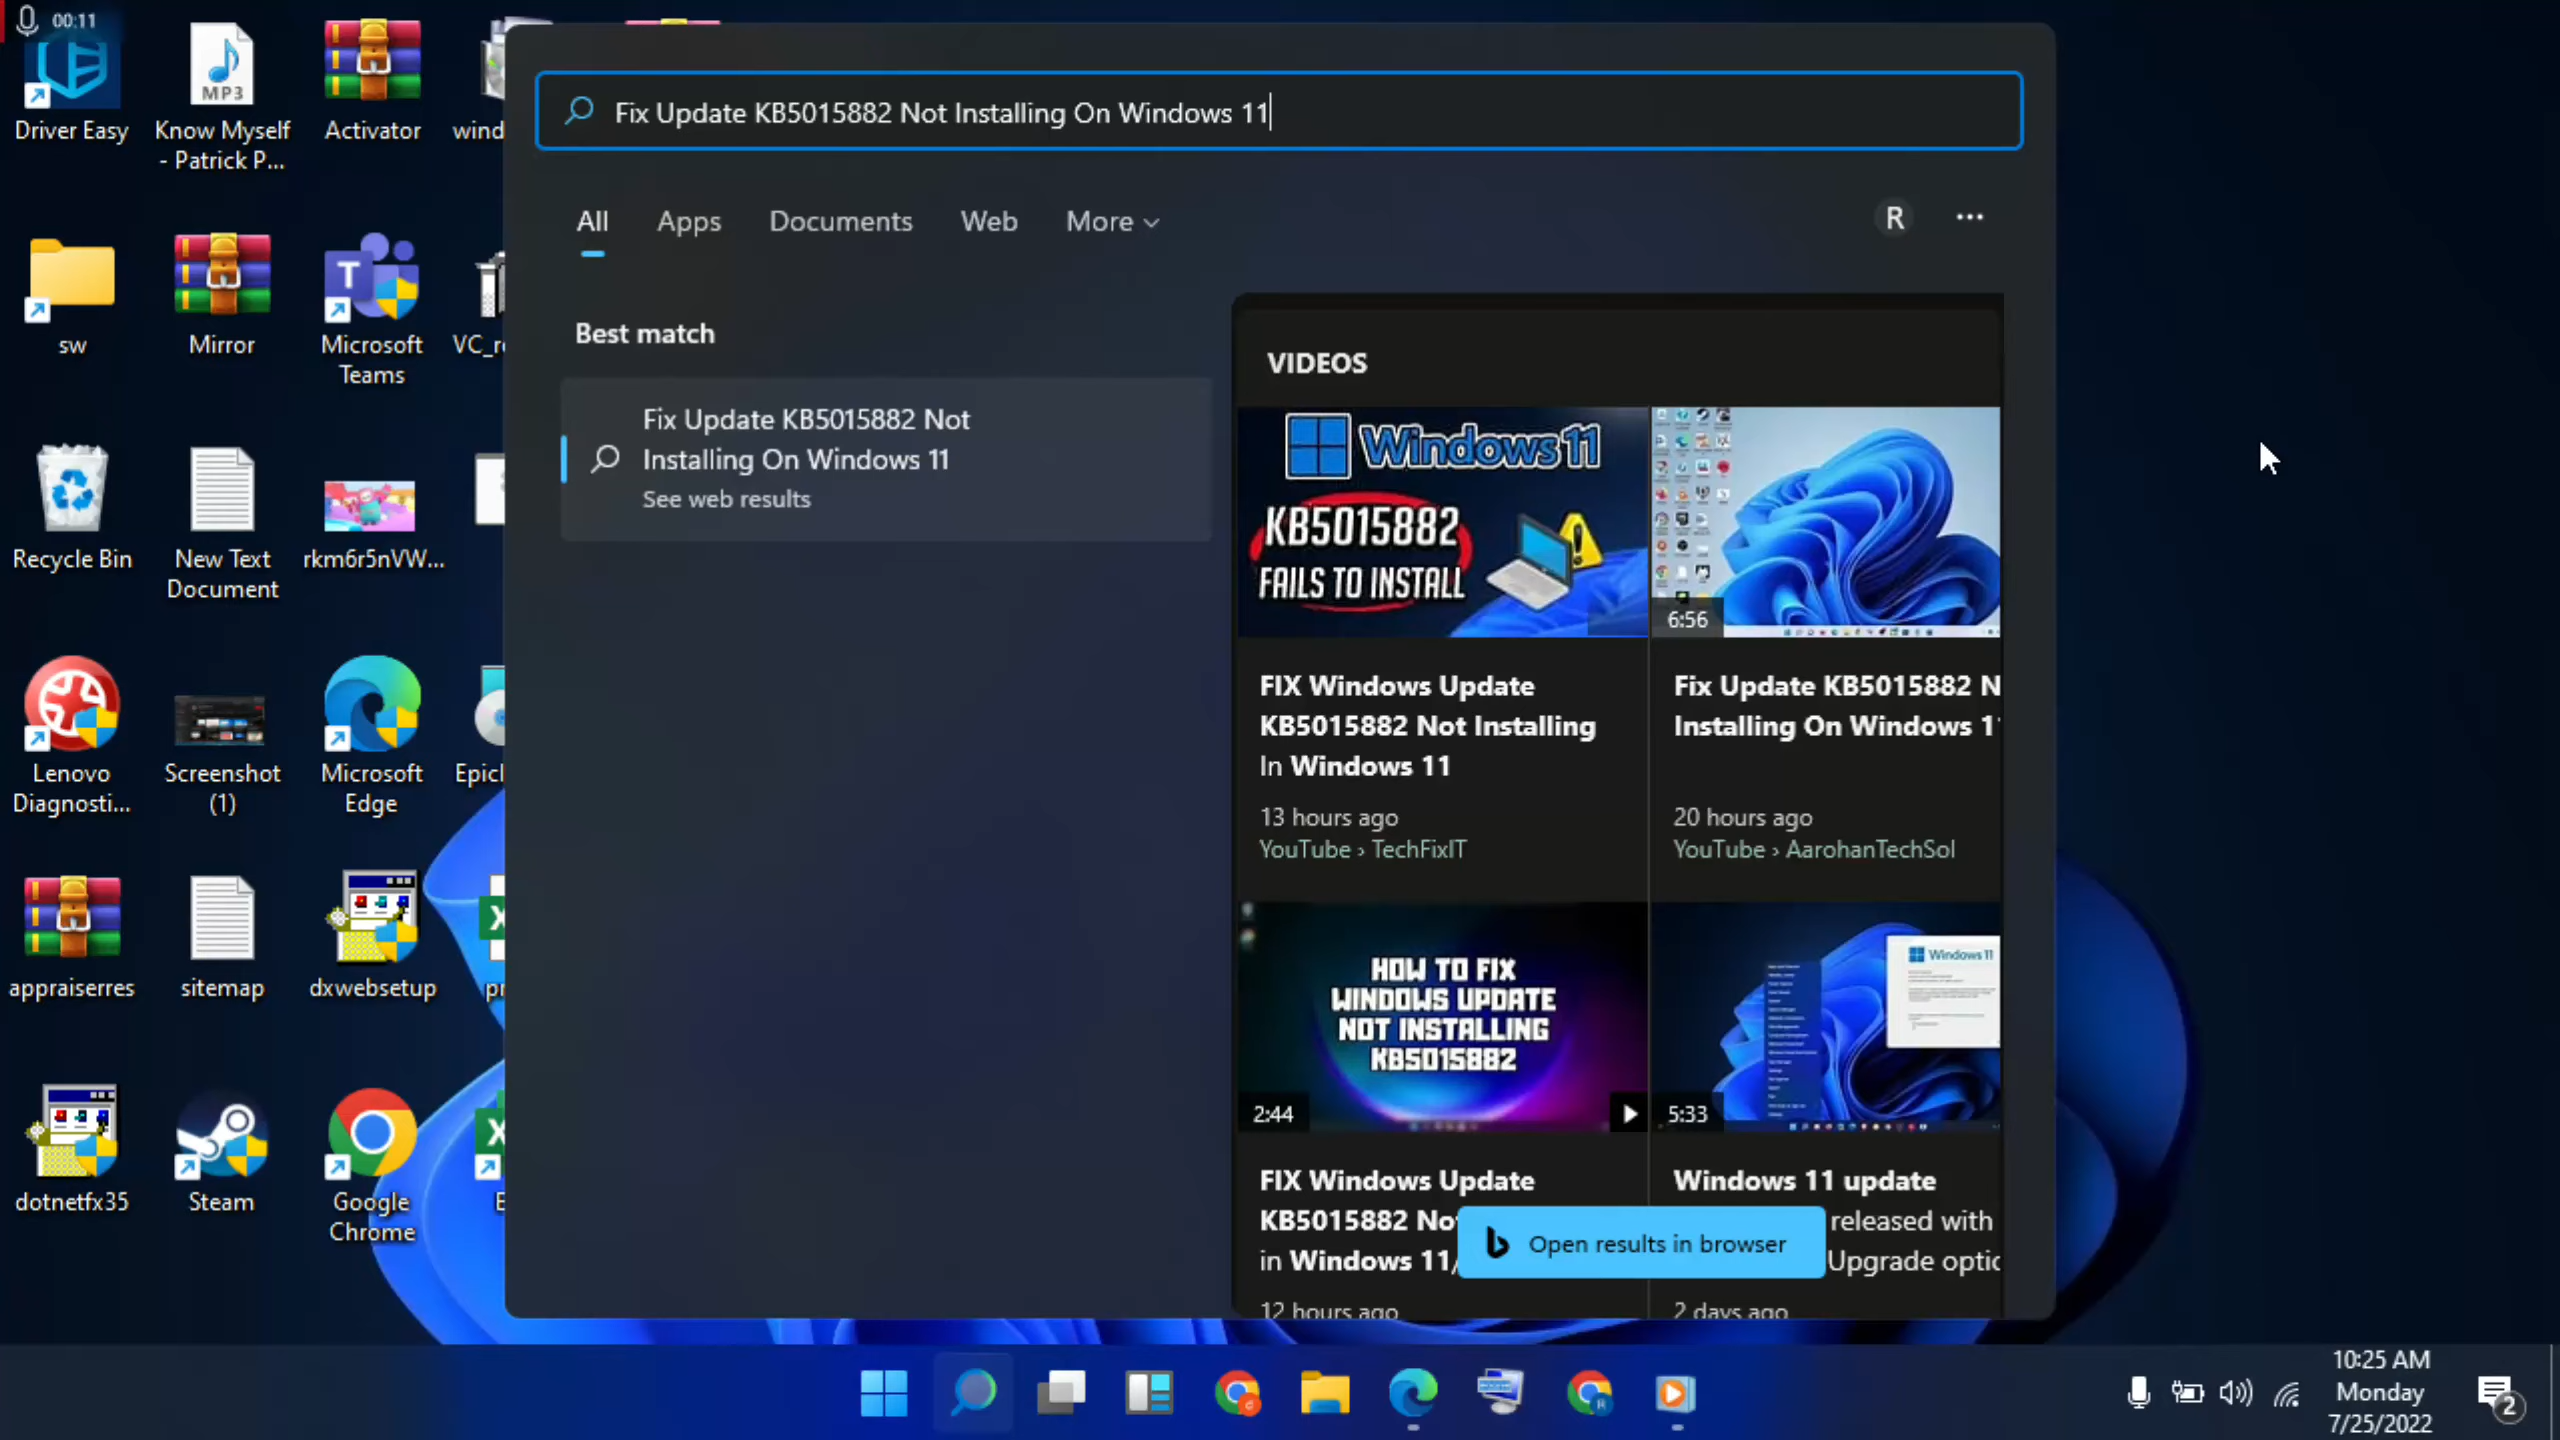 00:11
Driver Easy
Know Myself
- Patrick P...
MP3
Activator
wind
sw
Mirror
Microsoft
Teams
VC_r
Recycle Bin
New Text
Document
rkm6r5nVW...
Lenovo
Diagnosti...
Screenshot
(1)
Microsoft
Edge
Epic
appraiserres
sitemap
dxwebsetup
pr
dotnetfx35
Steam
Google
Chrome
E
Fix Update KB5015882 Not Installing On Windows 11
All
Apps
Documents
Web
More
R
Best match
Fix Update KB5015882 Not
Installing On Windows 11
See web results
VIDEOS
Windows 11
KB5015882
FAILS TO INSTALL
6:56
FIX Windows Update
KB5015882 Not Installing
In Windows 11
13 hours ago
YouTube › TechFixIT
Fix Update KB5015882 N
Installing On Windows 1
20 hours ago
YouTube › AarohanTechSol
HOW TO FIX
WINDOWS UPDATE
NOT INSTALLING
KB5015882
2:44
Windows 11
5:33
FIX Windows Update
KB5015882 No
in Windows 11/
12 hours ago
Windows 11 update
released with
Upgrade optio
2 days ago
Open results in browser
10:25 AM
Monday
7/25/2022
2